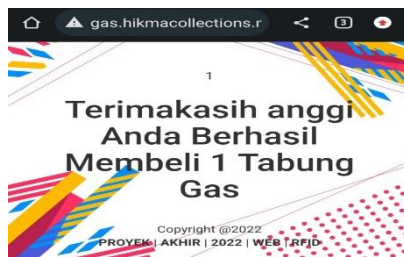 gas.hikmacollections.r
3
1
Terimakasih anggi
Anda Berhasil
Membeli 1 Tabung
Gas
Copyright @2022
PROYEK | AKHIR | 2022 | WEB | RFID